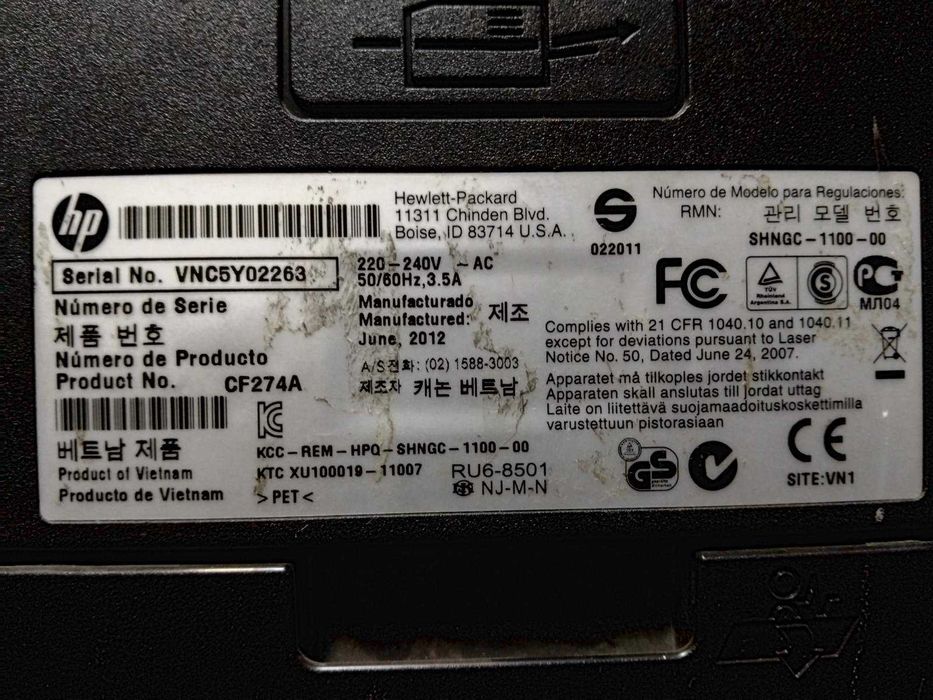 hp
Hewlett-Packard
11311 Chinden Blvd.
Boise, ID 83714 U.S.A.
S
022011
Número de Modelo para Regulaciones:
RMN: 관리 모델 번호
SHNGC-1100-00
Serial No. VNC5Y02263
Número de Serie
제품 번호
Número de Producto
Product No. CF274A
베트남 제품
Product of Vietnam
Producto de Vietnam
220-240V ~ AC
50/60Hz, 3.5A
Manufacturado
Manufactured: 제조
June, 2012
A/S전화: (02) 1588-3003
제조자 캐논 베트남
KC
KCC-REM-HPQ-SHNGC-1100-00
KTC XU100019-11007
>PET<
RU6-8501
NJ-M-N
FC
TÜV
Rheinland
Argentina S.A.
S
РСТ
МЛ04
Complies with 21 CFR 1040.10 and 1040.11
except for deviations pursuant to Laser
Notice No. 50, Dated June 24, 2007.
Apparatet må tilkoples jordet stikkontakt
Apparaten skall anslutas till jordat uttag
Laite on liitettävä suojamaadoituskoskettimilla
varustettuun pistorasiaan
GS
geprüfte
Sicherheit
CE
SITE:VN1